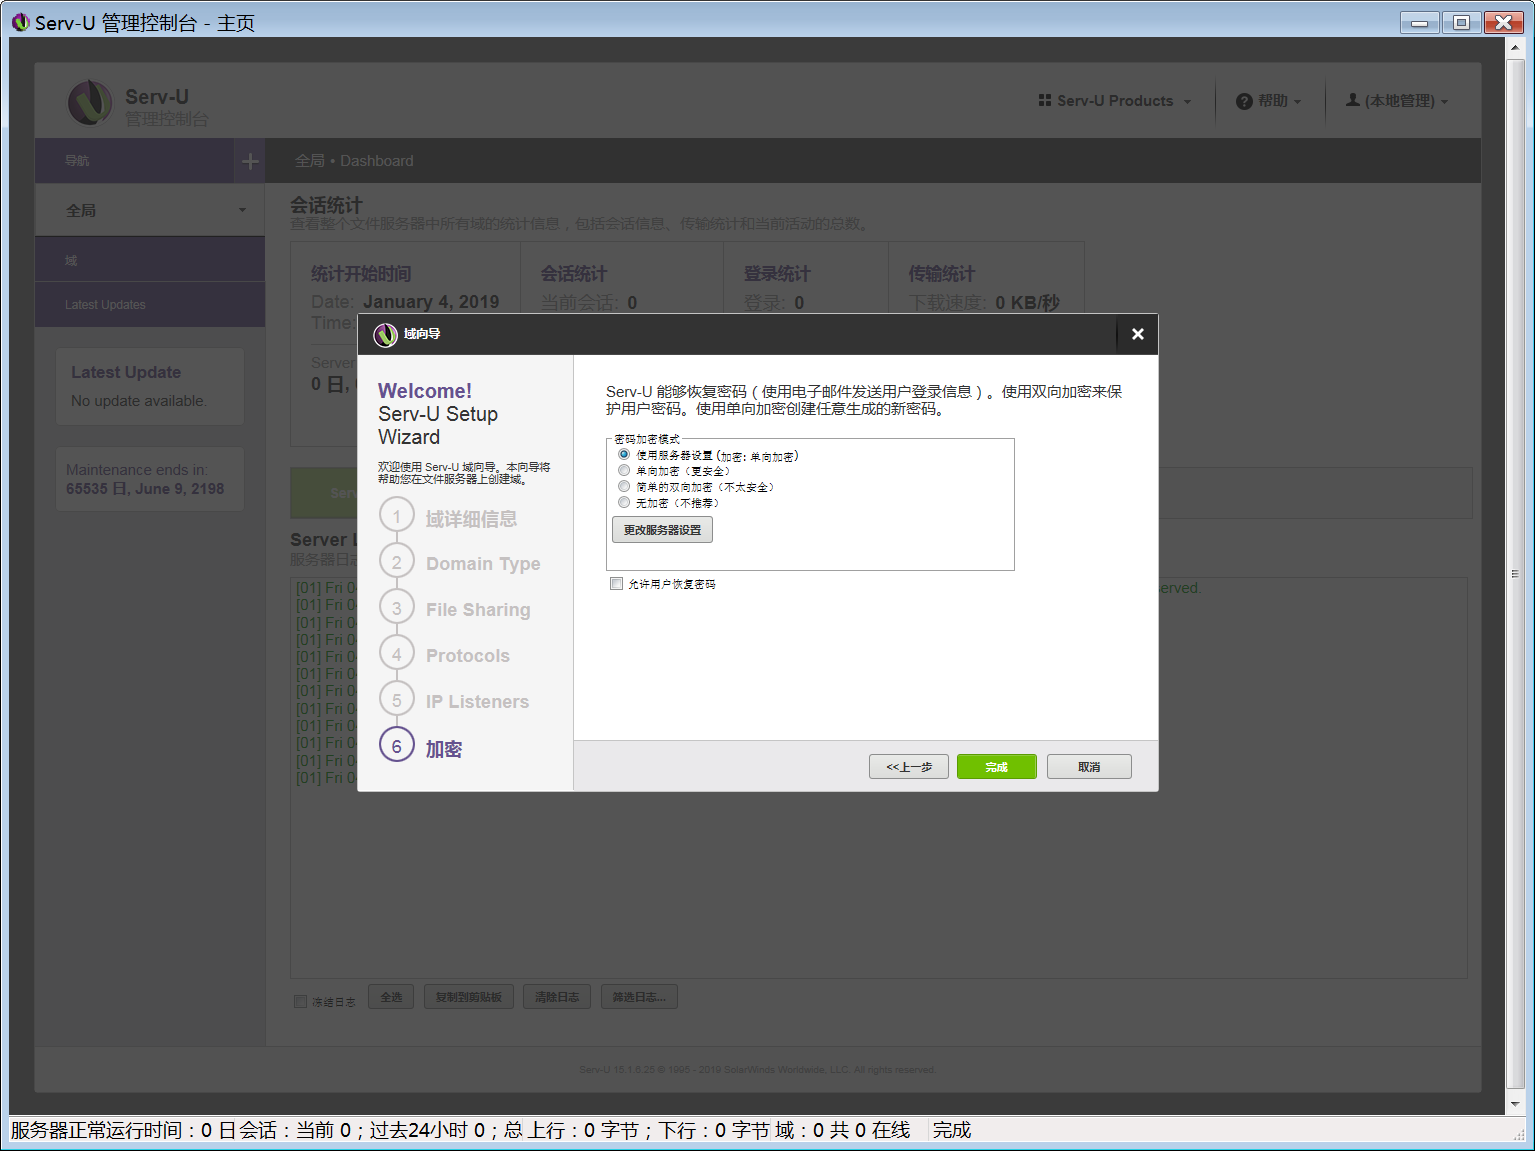 Serv-U 管理控制台 - 主页
Serv-U
管理控制台
Serv-U Products
帮助
(本地管理)
导航
全局 • Dashboard
全局
域
Latest Updates
Latest Update
No update available.
Maintenance ends in:
65535 日, June 9, 2198
会话统计
查看整个文件服务器中所有域的统计信息，包括会话信息、传输统计和当前活动的总数。
统计开始时间
Date: January 4, 2019
Time:
Server
0 日,
会话统计
当前会话: 0
登录统计
登录: 0
传输统计
下载速度: 0 KB/秒
Serv
Server L
服务器日志
erved.
[01] Fri 0
[01] Fri 0
[01] Fri 0
[01] Fri 0
[01] Fri 0
[01] Fri 0
[01] Fri 0
[01] Fri 0
[01] Fri 0
[01] Fri 0
[01] Fri 0
[01] Fri 0
域向导
Welcome!
Serv-U Setup
Wizard
欢迎使用 Serv-U 域向导。本向导将
帮助您在文件服务器上创建域。
1 域详细信息
2 Domain Type
3 File Sharing
4 Protocols
5 IP Listeners
6 加密
Serv-U 能够恢复密码（使用电子邮件发送用户登录信息）。使用双向加密来保
护用户密码。使用单向加密创建任意生成的新密码。
密码加密模式
使用服务器设置 (加密: 单向加密)
单向加密（更安全）
简单的双向加密（不太安全）
无加密（不推荐）
更改服务器设置
允许用户恢复密码
<<上一步
完成
取消
冻结日志
全选
复制到剪贴板
清除日志
筛选日志...
Serv-U 15.1.6.25 © 1995 - 2019 SolarWinds Worldwide, LLC. All rights reserved.
服务器正常运行时间：0 日 会话：当前 0；过去24小时 0；总 上行：0 字节；下行：0 字节 域：0 共 0 在线 完成